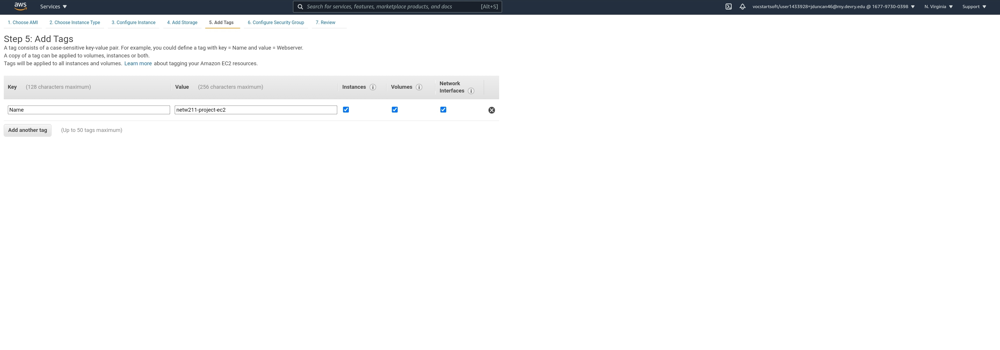 aws Services Search for services, features, marketplace products, and docs [Alt+S] vocstartsoft/user1433928=jduncan46@my.devry.edu @ 1677-9730-0398 N. Virginia Support
1. Choose AMI 2. Choose Instance Type 3. Configure Instance 4. Add Storage 5. Add Tags 6. Configure Security Group 7. Review
Step 5: Add Tags
A tag consists of a case-sensitive key-value pair. For example, you could define a tag with key = Name and value = Webserver.
A copy of a tag can be applied to volumes, instances or both.
Tags will be applied to all instances and volumes. Learn more about tagging your Amazon EC2 resources.
Key (128 characters maximum) Value (256 characters maximum) Instances Volumes Network
Interfaces
Name netw211-project-ec2
Add another tag (Up to 50 tags maximum)